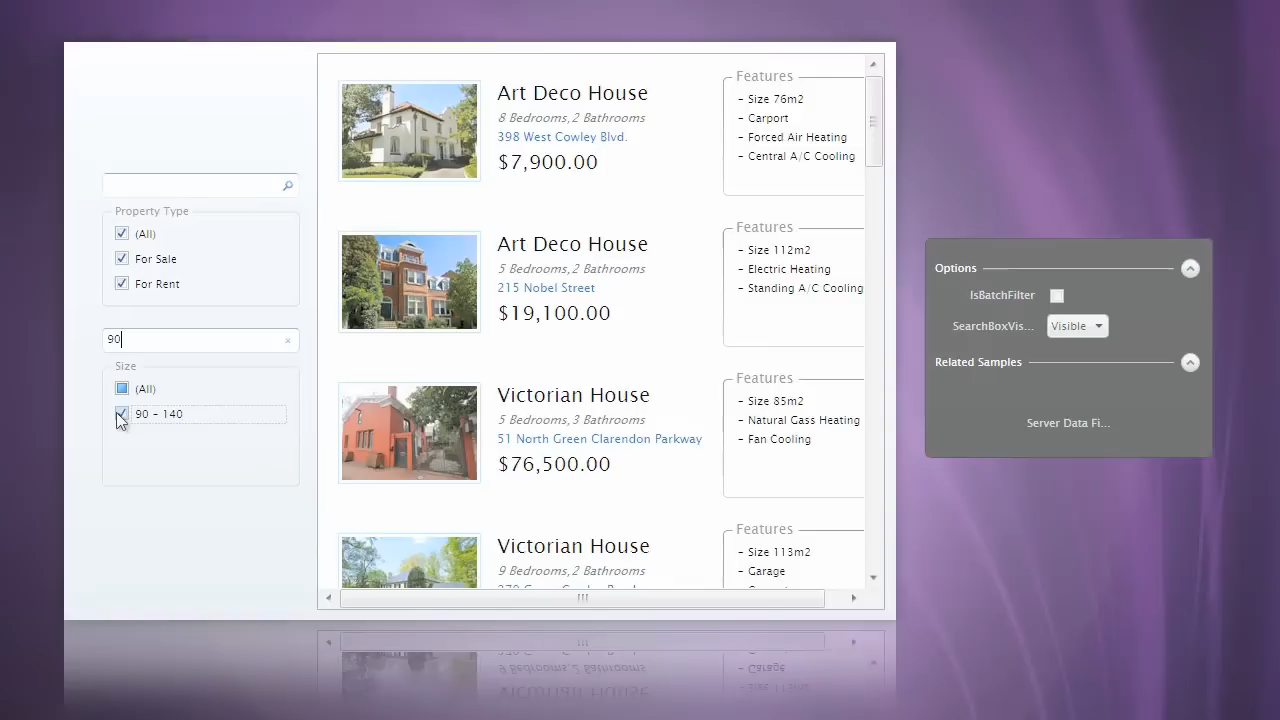 Property Type
(All)
For Sale
For Rent
90
Size
(All)
90 - 140
Art Deco House
8 Bedrooms,2 Bathrooms
398 West Cowley Blvd.
$7,900.00
Features
- Size 76m2
- Carport
- Forced Air Heating
- Central A/C Cooling
Art Deco House
5 Bedrooms,2 Bathrooms
215 Nobel Street
$19,100.00
Features
- Size 112m2
- Electric Heating
- Standing A/C Cooling
Victorian House
5 Bedrooms,3 Bathrooms
51 North Green Clarendon Parkway
$76,500.00
Features
- Size 85m2
- Natural Gass Heating
- Fan Cooling
Victorian House
9 Bedrooms,2 Bathrooms
Features
- Size 113m2
- Garage
Options
IsBatchFilter
SearchBoxVis...
Visible
Related Samples
Server Data Fi...